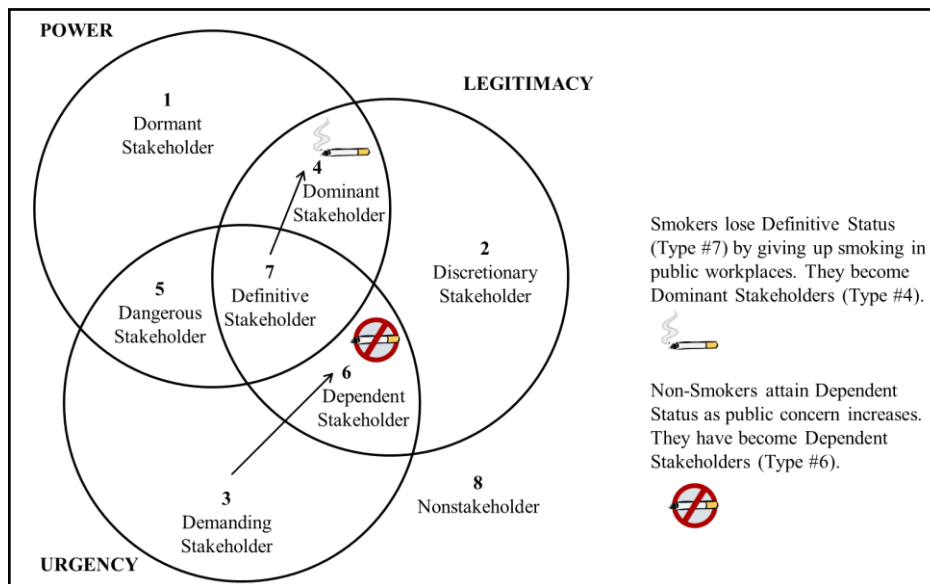 POWER
LEGITIMACY
1
Dormant
Stakeholder
4
Dominant
Stakeholder
2
Discretionary
Stakeholder
5
Dangerous
Stakeholder
7
Definitive
Stakeholder
6
Dependent
Stakeholder
3
Demanding
Stakeholder
8
Nonstakeholder
URGENCY
Smokers lose Definitive Status
(Type #7) by giving up smoking in
public workplaces. They become
Dominant Stakeholders (Type #4).
Non-Smokers attain Dependent
Status as public concern increases.
They have become Dependent
Stakeholders (Type #6).